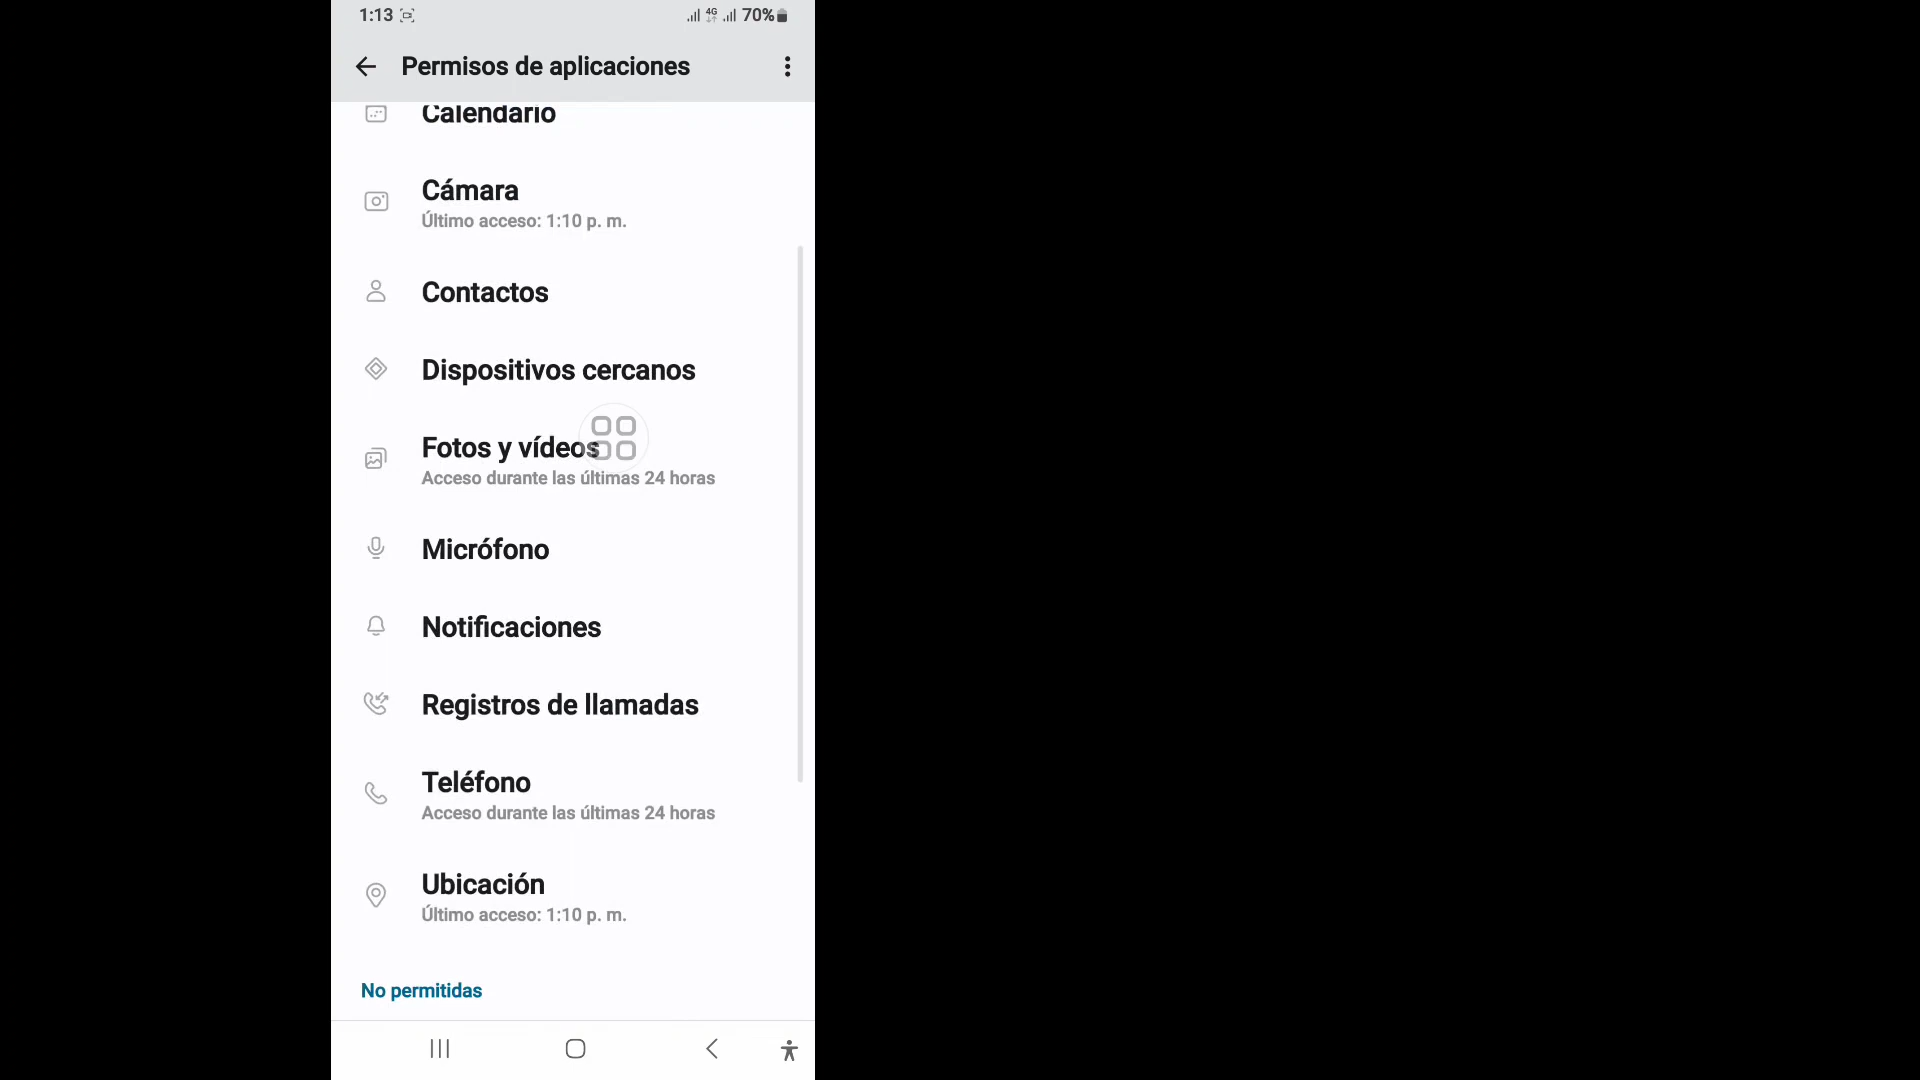 1:13 4G 70%
Permisos de aplicaciones
Calendario
Cámara
Último acceso: 1:10 p. m.
Contactos
Dispositivos cercanos
Fotos y vídeos
Acceso durante las últimas 24 horas
Micrófono
Notificaciones
Registros de llamadas
Teléfono
Acceso durante las últimas 24 horas
Ubicación
Último acceso: 1:10 p. m.
No permitidas